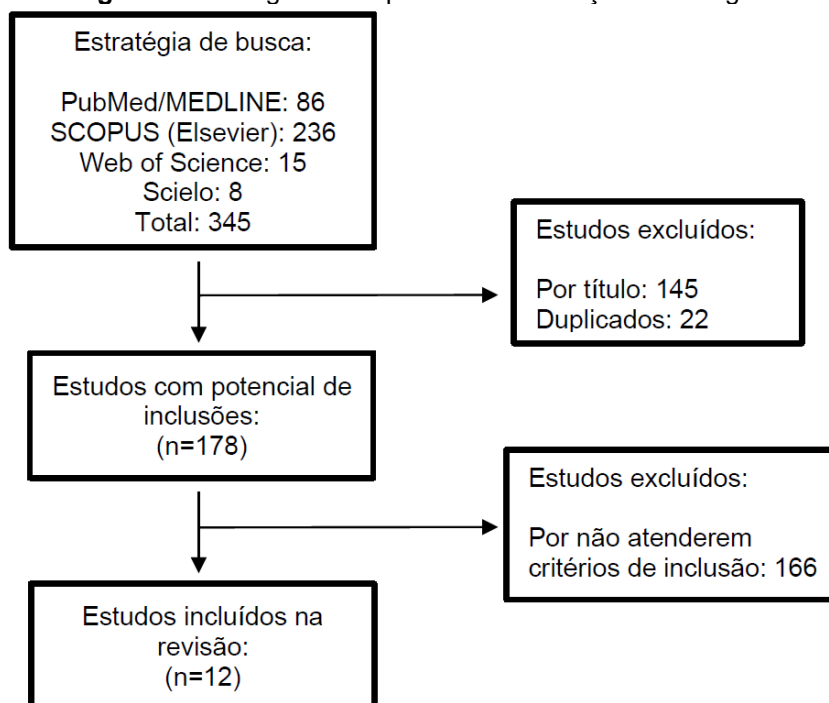 Estratégia de busca:
PubMed/MEDLINE: 86
SCOPUS (Elsevier): 236
Web of Science: 15
Scielo: 8
Total: 345
Estudos excluídos:
Por título: 145
Duplicados: 22
Estudos com potencial de
inclusões:
(n=178)
Estudos excluídos:
Por não atenderem
critérios de inclusão: 166
Estudos incluídos na
revisão:
(n=12)